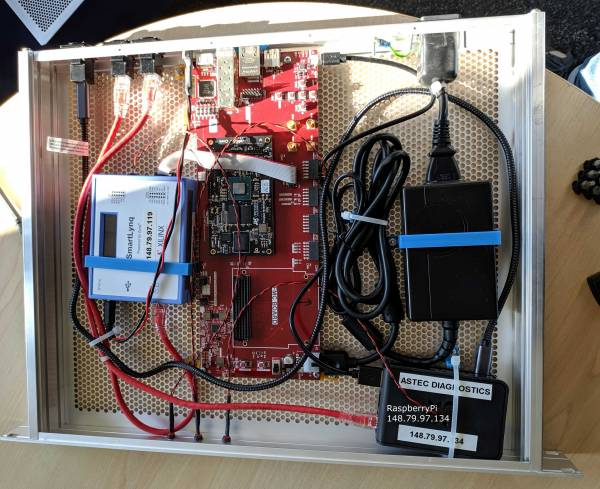 SmartLynq
148.79.97.119
XILINX
ASTEC DIAGNOSTICS
RaspberryPi
148.79.97.134
148.79.97.134